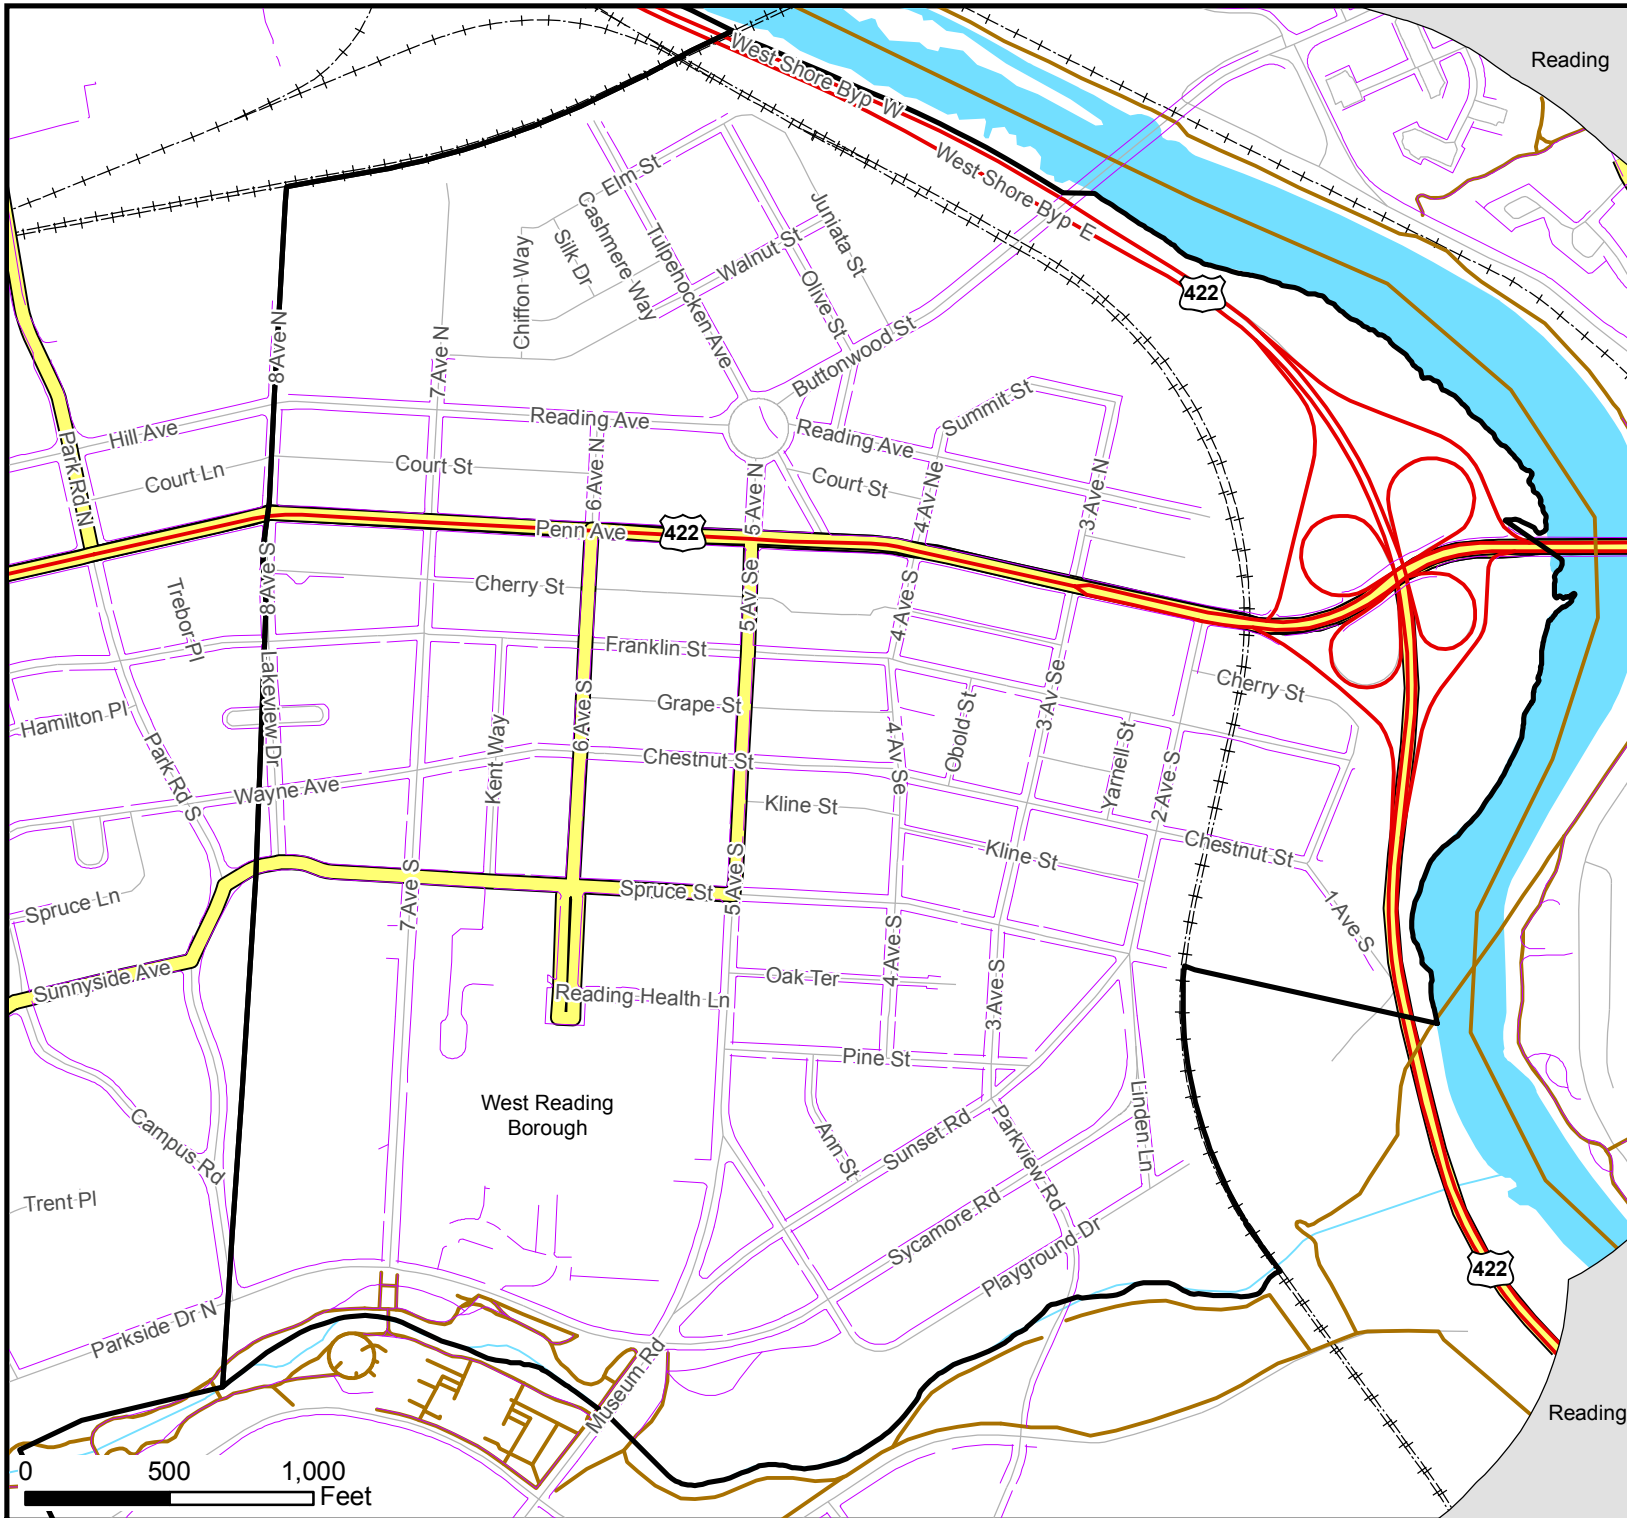 Reading
West Shore Byp W
West Shore Byp E
Elm St
Juniata St
Cashmere Way
Silk Dr
Chiffon Way
Tulpehocken Ave
Walnut St
Olive St
422
8 Ave N
7 Ave N
Buttonwood St
Summit St
Reading Ave
Reading Ave
Hill Ave
Park Rd N
Court Ln
Court St
6 Ave N
5 Ave N
Court St
4 Av Ne
3 Ave N
Penn Ave
422
8 Ave S
Cherry St
5 Av Se
4 Ave S
Trebor Pl
Franklin St
Lakeview Dr
Hamilton Pl
Grape St
6 Ave S
Kent Way
Park Rd S
Chestnut St
4 Av Se
Obold St
3 Av Se
Yarnell St
2 Ave S
Cherry St
Wayne Ave
Kline St
Kline St
Chestnut St
Spruce St
5 Ave S
7 Ave S
Spruce Ln
1 Ave S
Sunnyside Ave
Reading Health Ln
Oak Ter
4 Ave S
3 Ave S
Pine St
West Reading
Borough
Ann St
Sunset Rd
Parkview Rd
Linden Ln
Campus Rd
Trent Pl
Sycamore Rd
Playground Dr
422
Parkside Dr N
Museum Rd
Reading
0 500 1,000
Feet